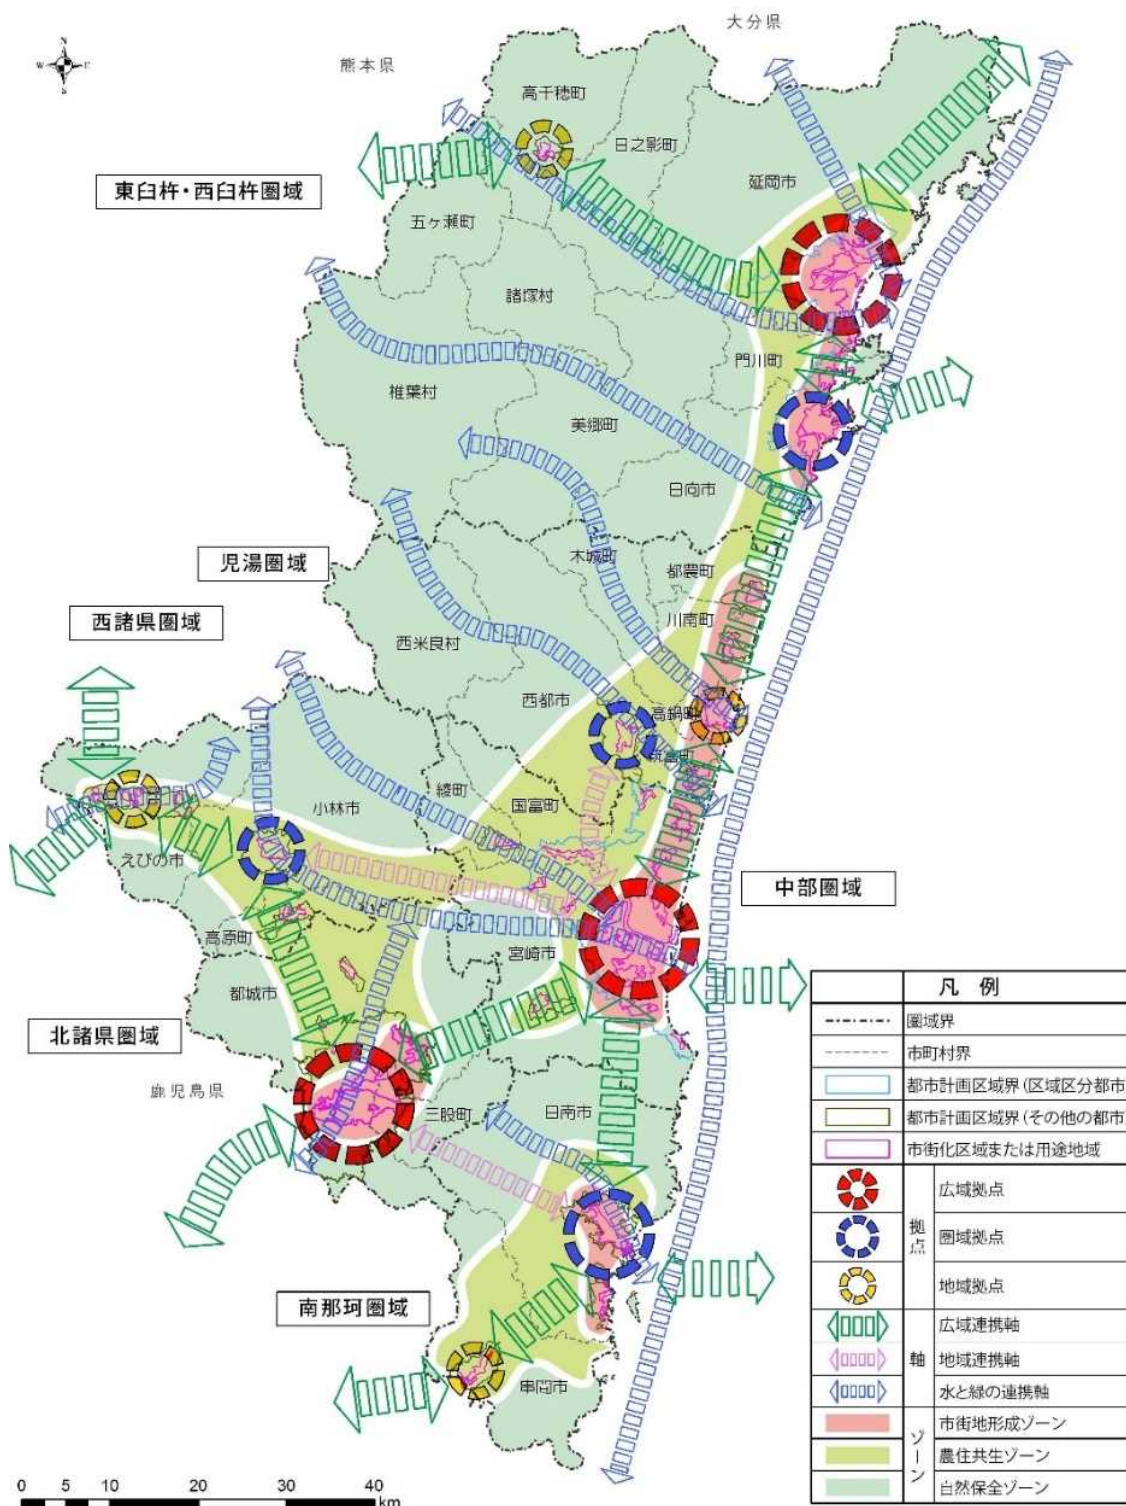 大分県
熊本県
N
W
E
S
高千穂町
日之影町
延岡市
東臼杵・西臼杵圏域
五ヶ瀬町
諸塚村
門川町
椎葉村
美郷町
日向市
児湯圏域
木城町
都農町
川南町
西諸県圏域
西米良村
西都市
高鍋町
新富町
綾町
国富町
小林市
えびの市
中部圏域
宮崎市
高原町
都城市
北諸県圏域
鹿児島県
三股町
日南市
南那珂圏域
串間市
凡 例
圏域界
市町村界
都市計画区域界(区域区分都市
都市計画区域界(その他の都市
市街化区域または用途地域
拠点
広域拠点
圏域拠点
地域拠点
軸
広域連携軸
地域連携軸
水と緑の連携軸
ゾーン
市街地形成ゾーン
農住共生ゾーン
自然保全ゾーン
0 5 10 20 30 40
km